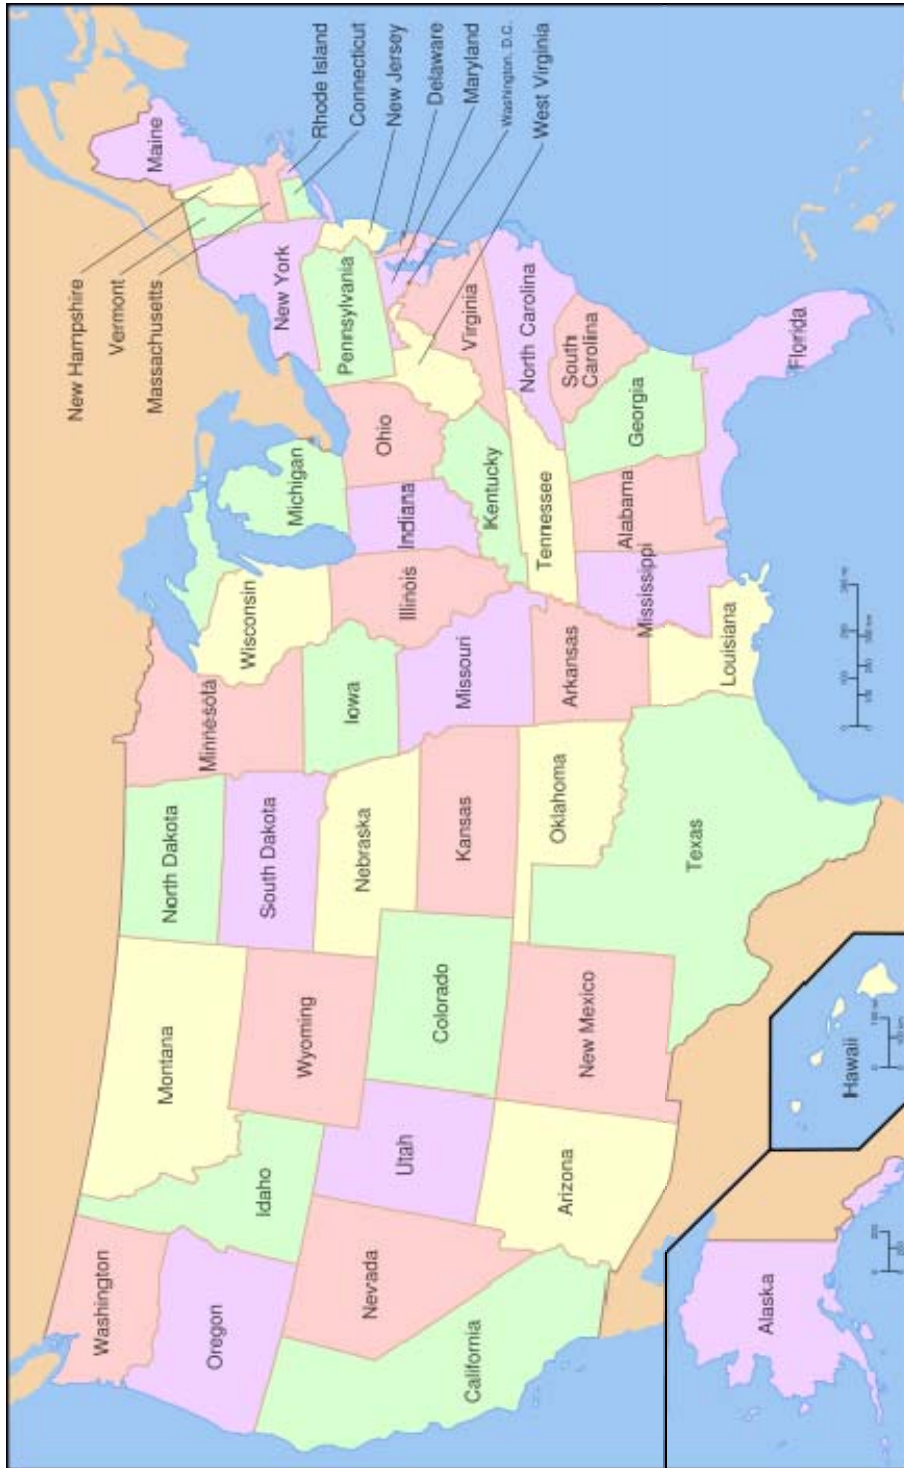 Washington
Oregon
California
Nevada
Idaho
Montana
Wyoming
Utah
Arizona
Colorado
New Mexico
North Dakota
South Dakota
Nebraska
Kansas
Oklahoma
Texas
Minnesota
Iowa
Missouri
Arkansas
Louisiana
Wisconsin
Illinois
Mississippi
Michigan
Indiana
Kentucky
Tennessee
Alabama
Ohio
Georgia
Florida
South
Carolina
North Carolina
Virginia
Pennsylvania
New York
Maine
New Hampshire
Vermont
Massachusetts
Rhode Island
Connecticut
New Jersey
Delaware
Maryland
Washington, D.C.
West Virginia
Alaska
Hawaii